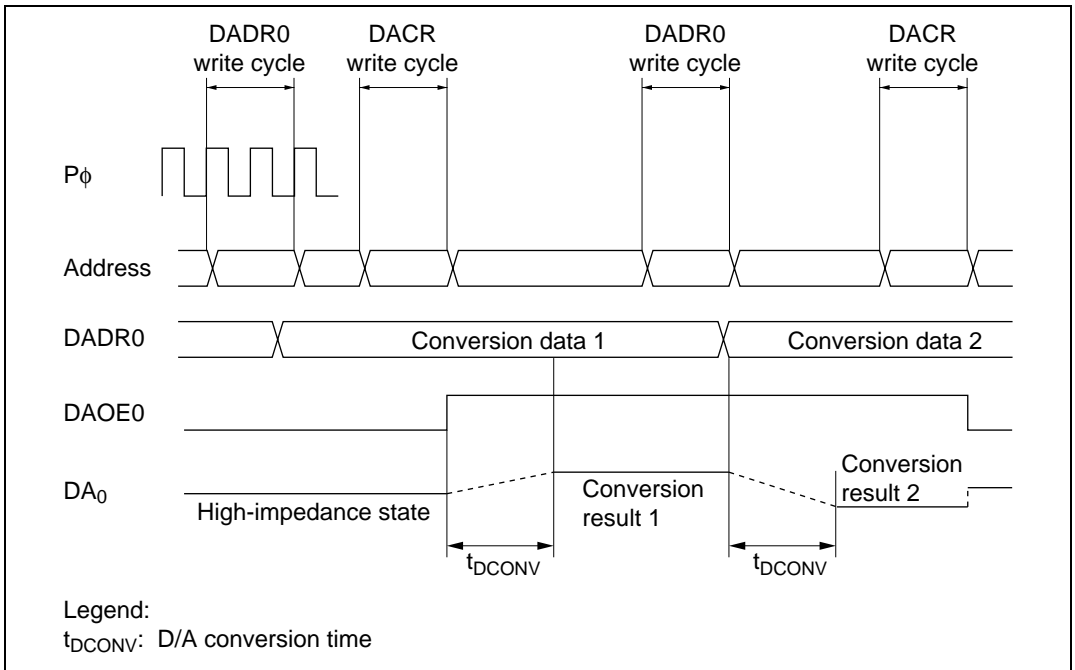 DADR0 write cycle
DACR write cycle
DADR0 write cycle
DACR write cycle
Pϕ
Address
DADR0
Conversion data 1
Conversion data 2
DAOE0
DA0
High-impedance state
Conversion result 1
Conversion result 2
tDCONV
tDCONV
Legend:
tDCONV: D/A conversion time